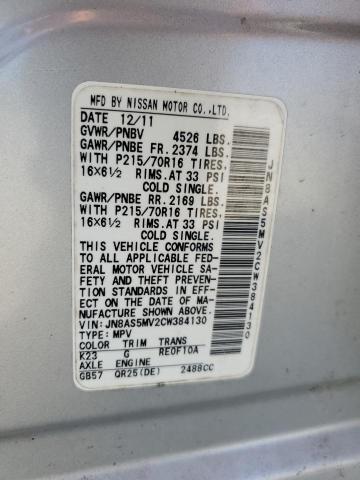 MFD BY NISSAN MOTOR CO.,LTD.
DATE 12/11
GVWR/PNBV 4526 LBS.
GAWR/PNBE FR. 2374 LBS.
WITH P215/70R16 TIRES,
16X6½ RIMS.AT 33 PSI
COLD SINGLE.
GAWR/PNBE RR. 2169 LBS.
WITH P215/70R16 TIRES,
16X6½ RIMS.AT 33 PSI
COLD SINGLE.
THIS VEHICLE CONFORMS
TO ALL APPLICABLE FED-
ERAL MOTOR VEHICLE SA-
FETY AND THEFT PREV-
ENTION STANDARDS IN EFF-
ECT ON THE DATE OF MA-
NUFACTURE SHOWN ABOVE.
VIN:JN8AS5MV2CW384130
TYPE: MPV
COLOR TRIM TRANS
K23 G RE0F10A
AXLE ENGINE
GB57 QR25(DE) 2488CC
JN8AS5MV2CW384130